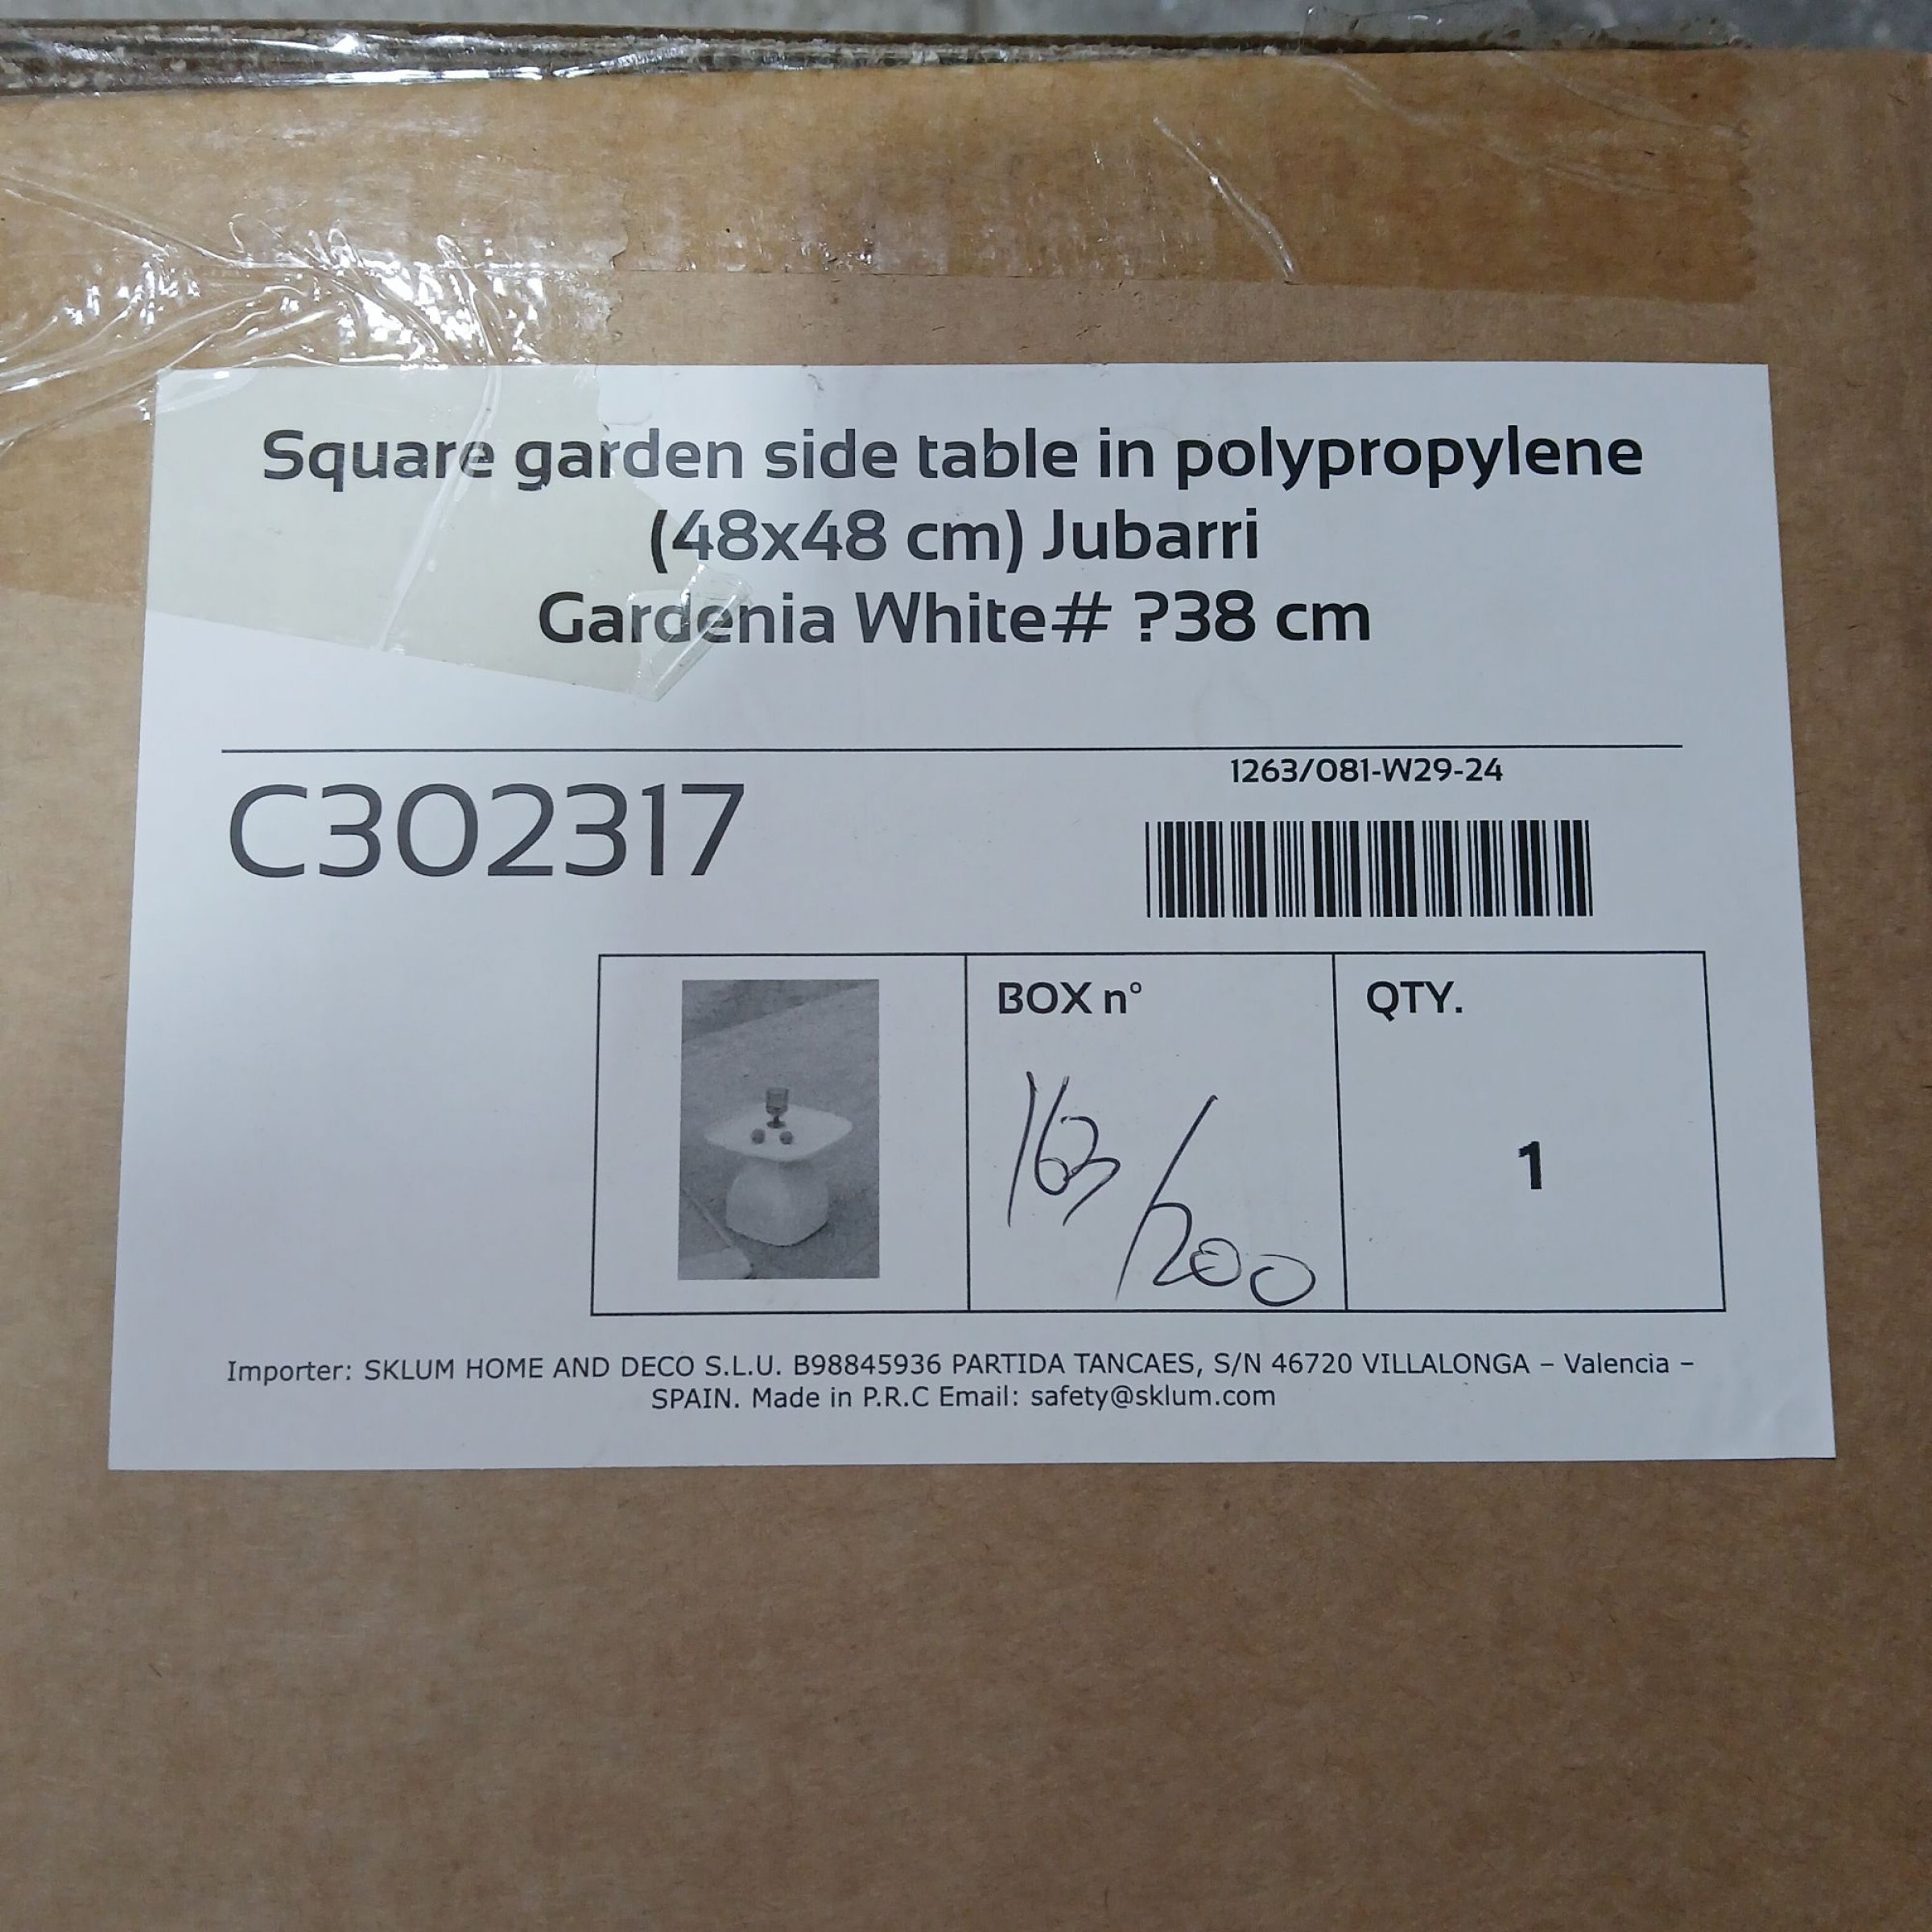 Square garden side table in polypropylene
(48x48 cm) Jubarri
Gardenia White# ?38 cm
C302317
1263/081-W29-24
BOX n°
QTY.
163/200
1
Importer: SKLUM HOME AND DECO S.L.U. B98845936 PARTIDA TANCAES, S/N 46720 VILLALONGA – Valencia –
SPAIN. Made in P.R.C Email: safety@sklum.com